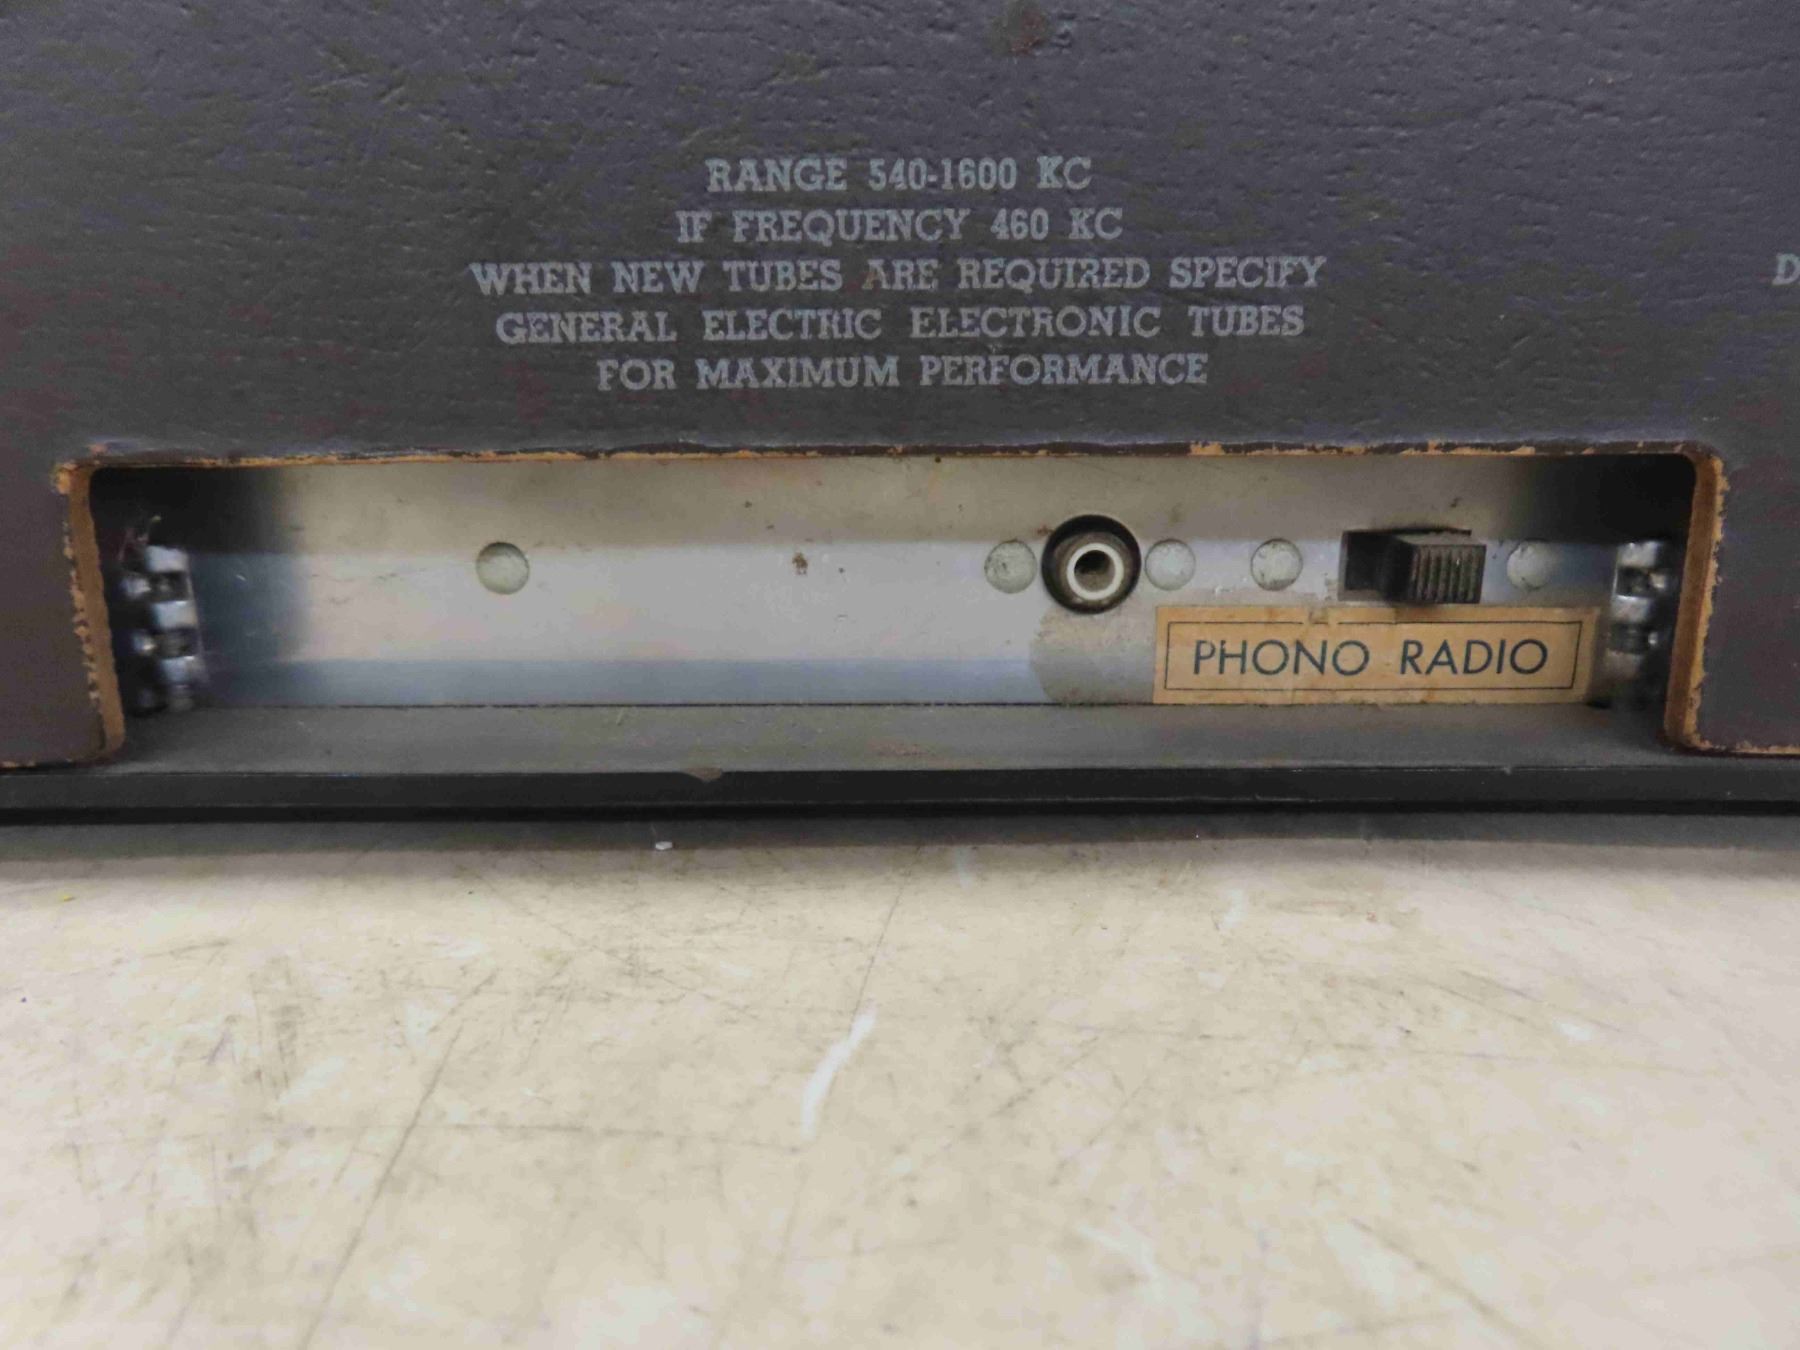 RANGE 540-1600 KC
IF FREQUENCY 460 KC
WHEN NEW TUBES ARE REQUIRED SPECIFY
GENERAL ELECTRIC ELECTRONIC TUBES
FOR MAXIMUM PERFORMANCE
PHONO RADIO